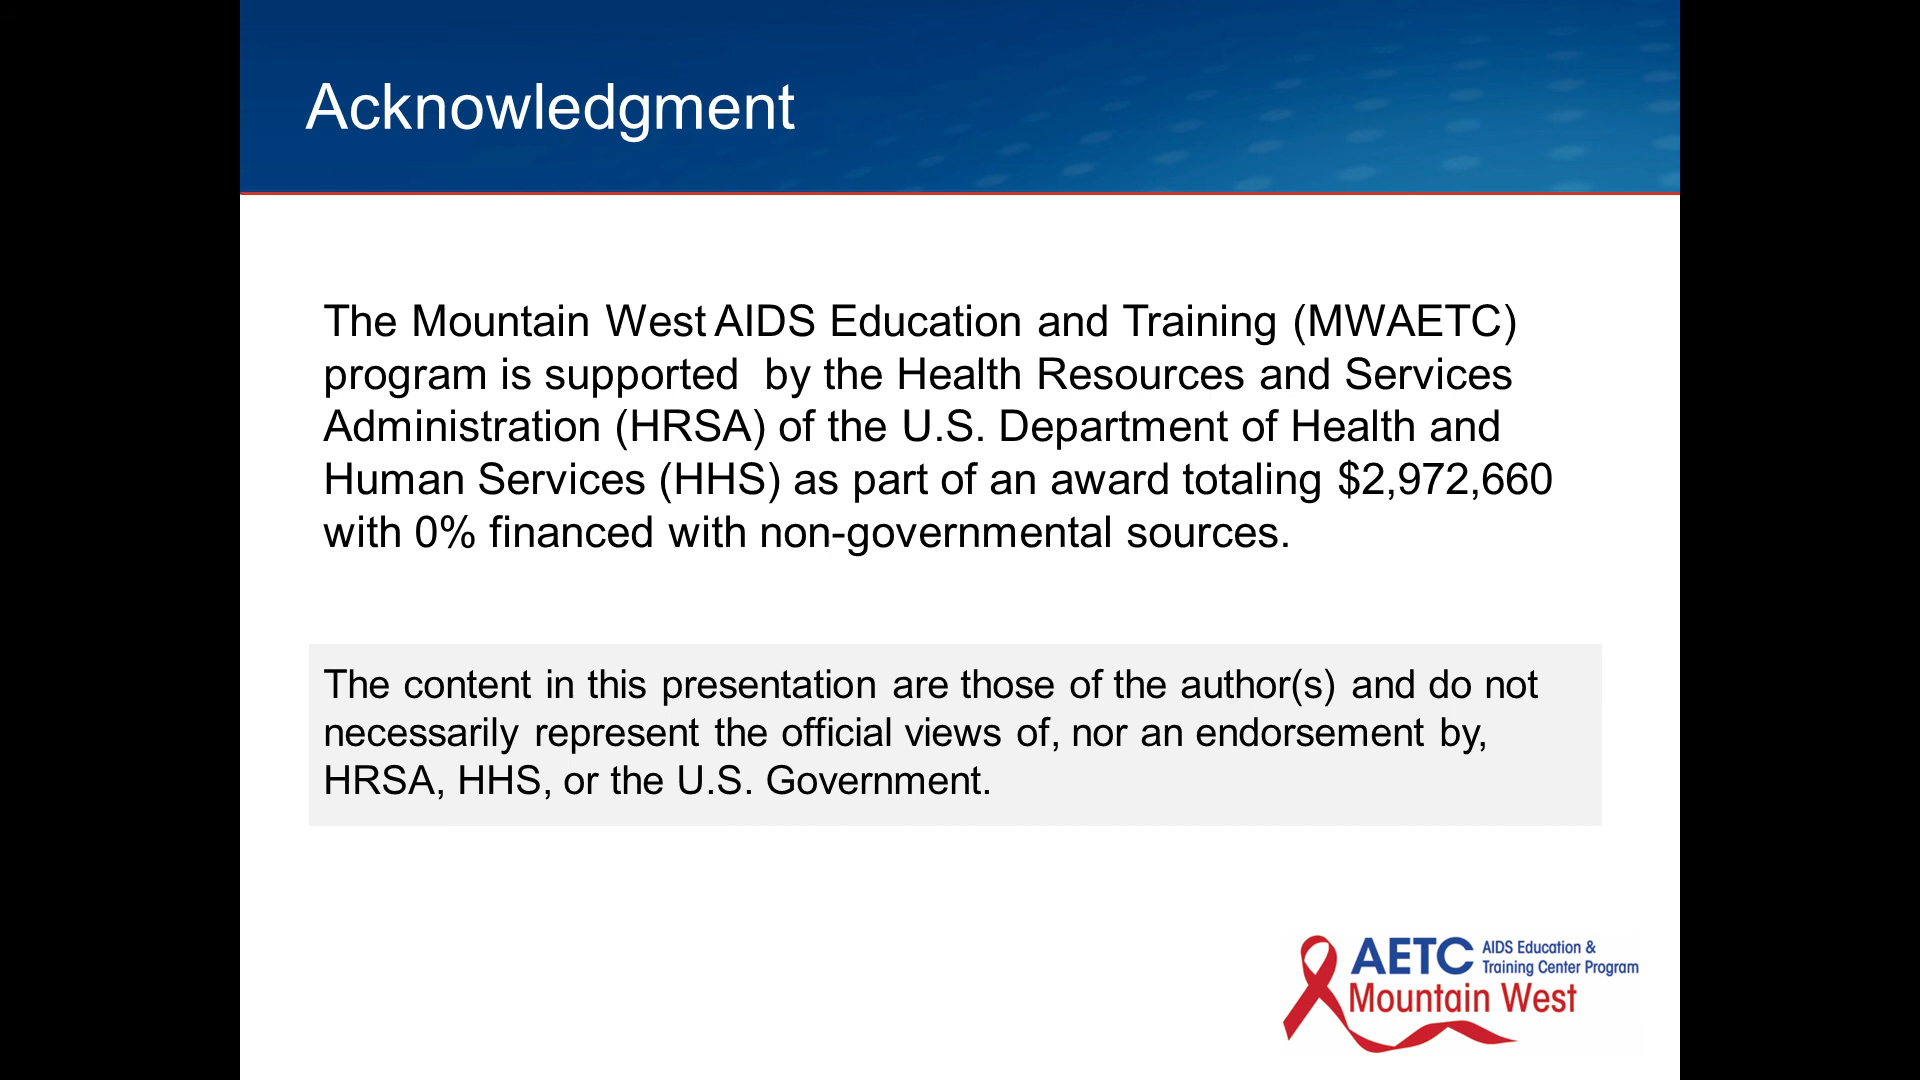 Acknowledgment
The Mountain West AIDS Education and Training (MWAETC)
program is supported  by the Health Resources and Services
Administration (HRSA) of the U.S. Department of Health and
Human Services (HHS) as part of an award totaling $2,972,660
with 0% financed with non-governmental sources.
The content in this presentation are those of the author(s) and do not
necessarily represent the official views of, nor an endorsement by,
HRSA, HHS, or the U.S. Government.
AETC AIDS Education &
Training Center Program
Mountain West